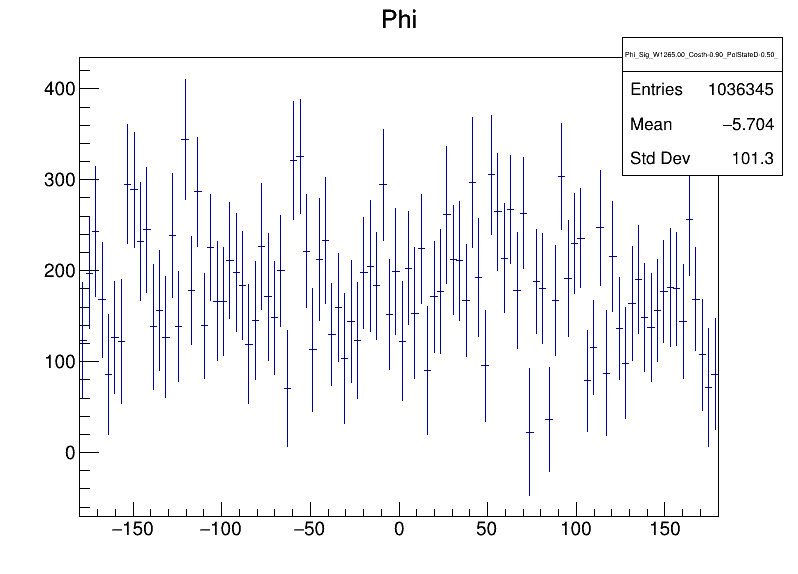 Phi
Phi_Sig_W1265.00_Costh-0.90_PolStateD-0.50_
Entries 1036345
Mean −5.704
Std Dev 101.3
400
300
200
100
0
−150 −100 −50 0 50 100 150